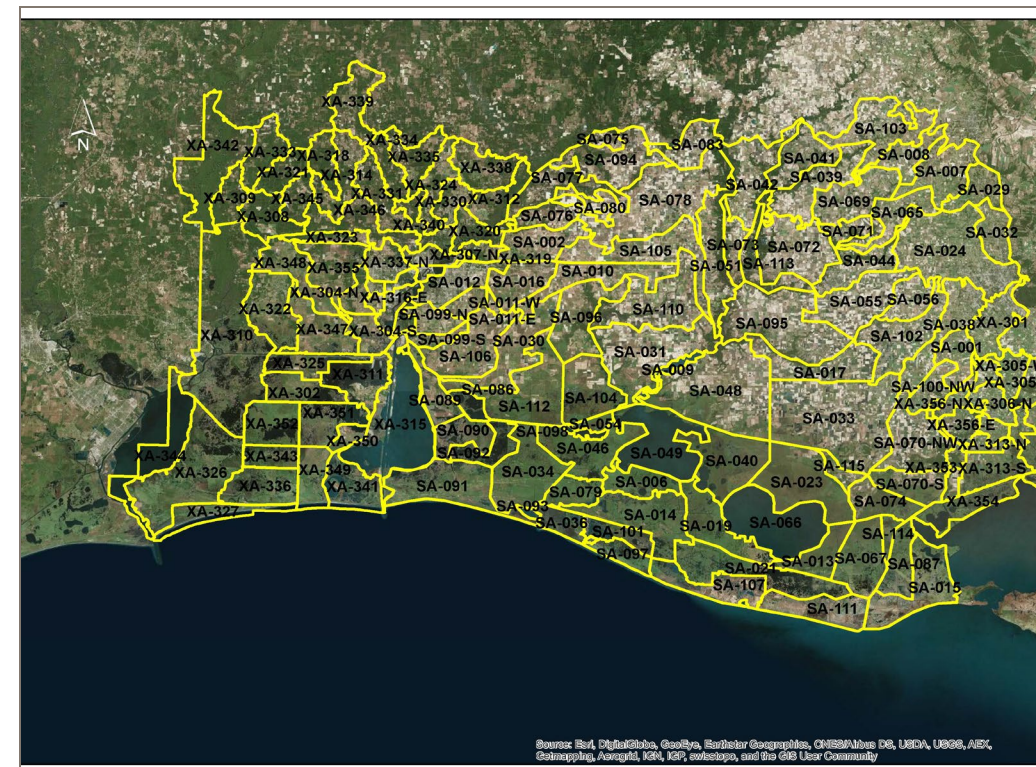 XA-339
XA-334
SA-075
SA-103
XA-342
XA-318
XA-335
SA-094
SA-083
SA-041
SA-008
XA-321
XA-314
XA-338
SA-077
SA-039
SA-007
XA-324
SA-042
SA-029
XA-309
XA-345
XA-331
XA-330
XA-312
SA-080
SA-078
SA-069
XA-308
XA-346
SA-076
SA-065
XA-340
XA-320
SA-071
SA-032
XA-323
SA-002
SA-105
SA-073
SA-072
SA-024
XA-348
XA-355
XA-337-N
XA-307-N
XA-319
SA-010
SA-051
SA-113
SA-044
XA-304-N
XA-316-E
SA-012
SA-016
XA-322
SA-011-W
SA-110
SA-055
SA-056
SA-099-N
SA-011-E
SA-096
SA-095
SA-038
XA-301
XA-310
XA-347
XA-304-S
SA-099-S
SA-030
SA-102
SA-001
SA-106
SA-031
XA-325
XA-311
SA-009
SA-017
XA-305
XA-302
SA-086
SA-048
SA-100-NW
SA-089
SA-112
SA-104
XA-356-N
XA-306-N
XA-351
SA-033
XA-352
XA-315
SA-090
SA-098
SA-054
XA-356-E
XA-350
SA-070-NW
XA-313-N
XA-344
XA-343
SA-092
SA-046
SA-049
SA-040
SA-115
XA-353
XA-313-S
XA-326
XA-349
SA-034
XA-336
XA-341
SA-091
SA-079
SA-006
SA-023
SA-070-S
SA-074
XA-354
XA-327
SA-093
SA-036
SA-014
SA-019
SA-066
SA-101
SA-114
SA-097
SA-021
SA-013
SA-067
SA-087
SA-107
SA-015
SA-111
N
Source: Esri, DigitalGlobe, GeoEye, Earthstar Geographics, CNES/Airbus DS, USDA, USGS, AEX,
Getmapping, Aerogrid, IGN, IGP, swisstopo, and the GIS User Community